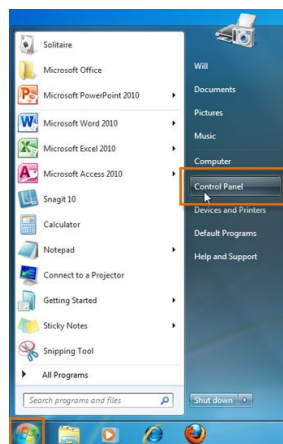 Solitaire
Microsoft Office
Microsoft PowerPoint 2010
Microsoft Word 2010
Microsoft Excel 2010
Microsoft Access 2010
Snagit 10
Calculator
Notepad
Connect to a Projector
Getting Started
Sticky Notes
Snipping Tool
All Programs
Search programs and files
Will
Documents
Pictures
Music
Computer
Control Panel
Devices and Printers
Default Programs
Help and Support
Shut down